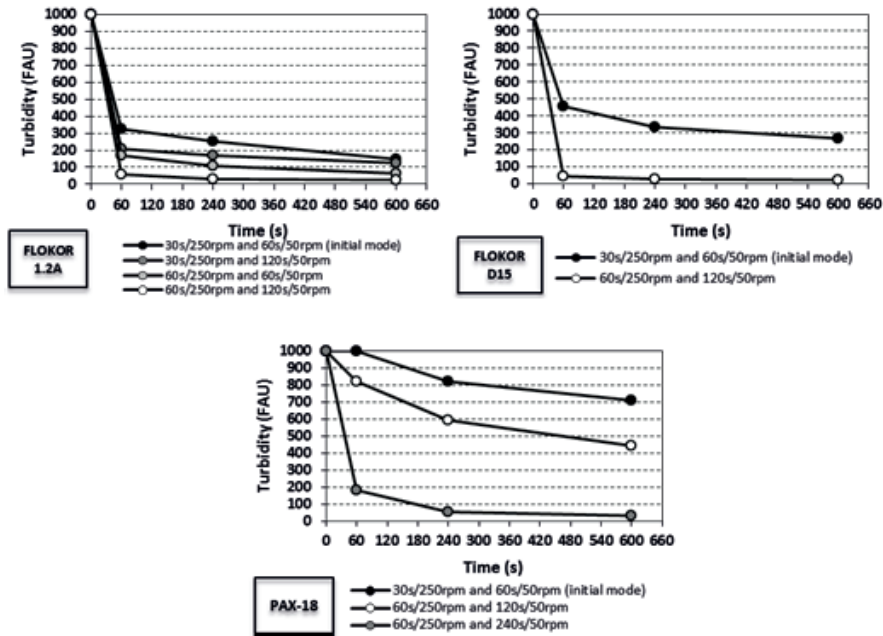 Turbidity (FAU)
1000
900
800
700
600
500
400
300
200
100
0
0 60 120 180 240 300 360 420 480 540 600 660
Time (s)
FLOKOR
1.2A
30s/250rpm and 60s/50rpm (initial mode)
30s/250rpm and 120s/50rpm
60s/250rpm and 60s/50rpm
60s/250rpm and 120s/50rpm
Turbidity (FAU)
1000
900
800
700
600
500
400
300
200
100
0
0 60 120 180 240 300 360 420 480 540 600 660
Time (s)
FLOKOR
D15
30s/250rpm and 60s/50rpm (initial mode)
60s/250rpm and 120s/50rpm
Turbidity (FAU)
1000
900
800
700
600
500
400
300
200
100
0
0 60 120 180 240 300 360 420 480 540 600 660
Time (s)
PAX-18
30s/250rpm and 60s/50rpm (initial mode)
60s/250rpm and 120s/50rpm
60s/250rpm and 240s/50rpm